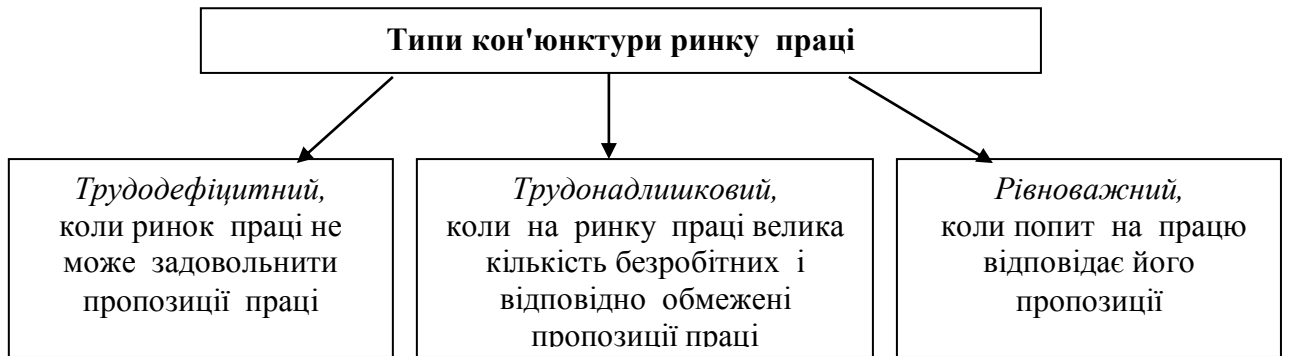 Типи кон'юнктури ринку праці
Трудодефіцитний,
коли ринок праці не
може задовольнити
пропозиції праці
Трудонадлишковий,
коли на ринку праці велика
кількість безробітних і
відповідно обмежені
пропозиції праці
Рівноважний,
коли попит на працю
відповідає його
пропозиції